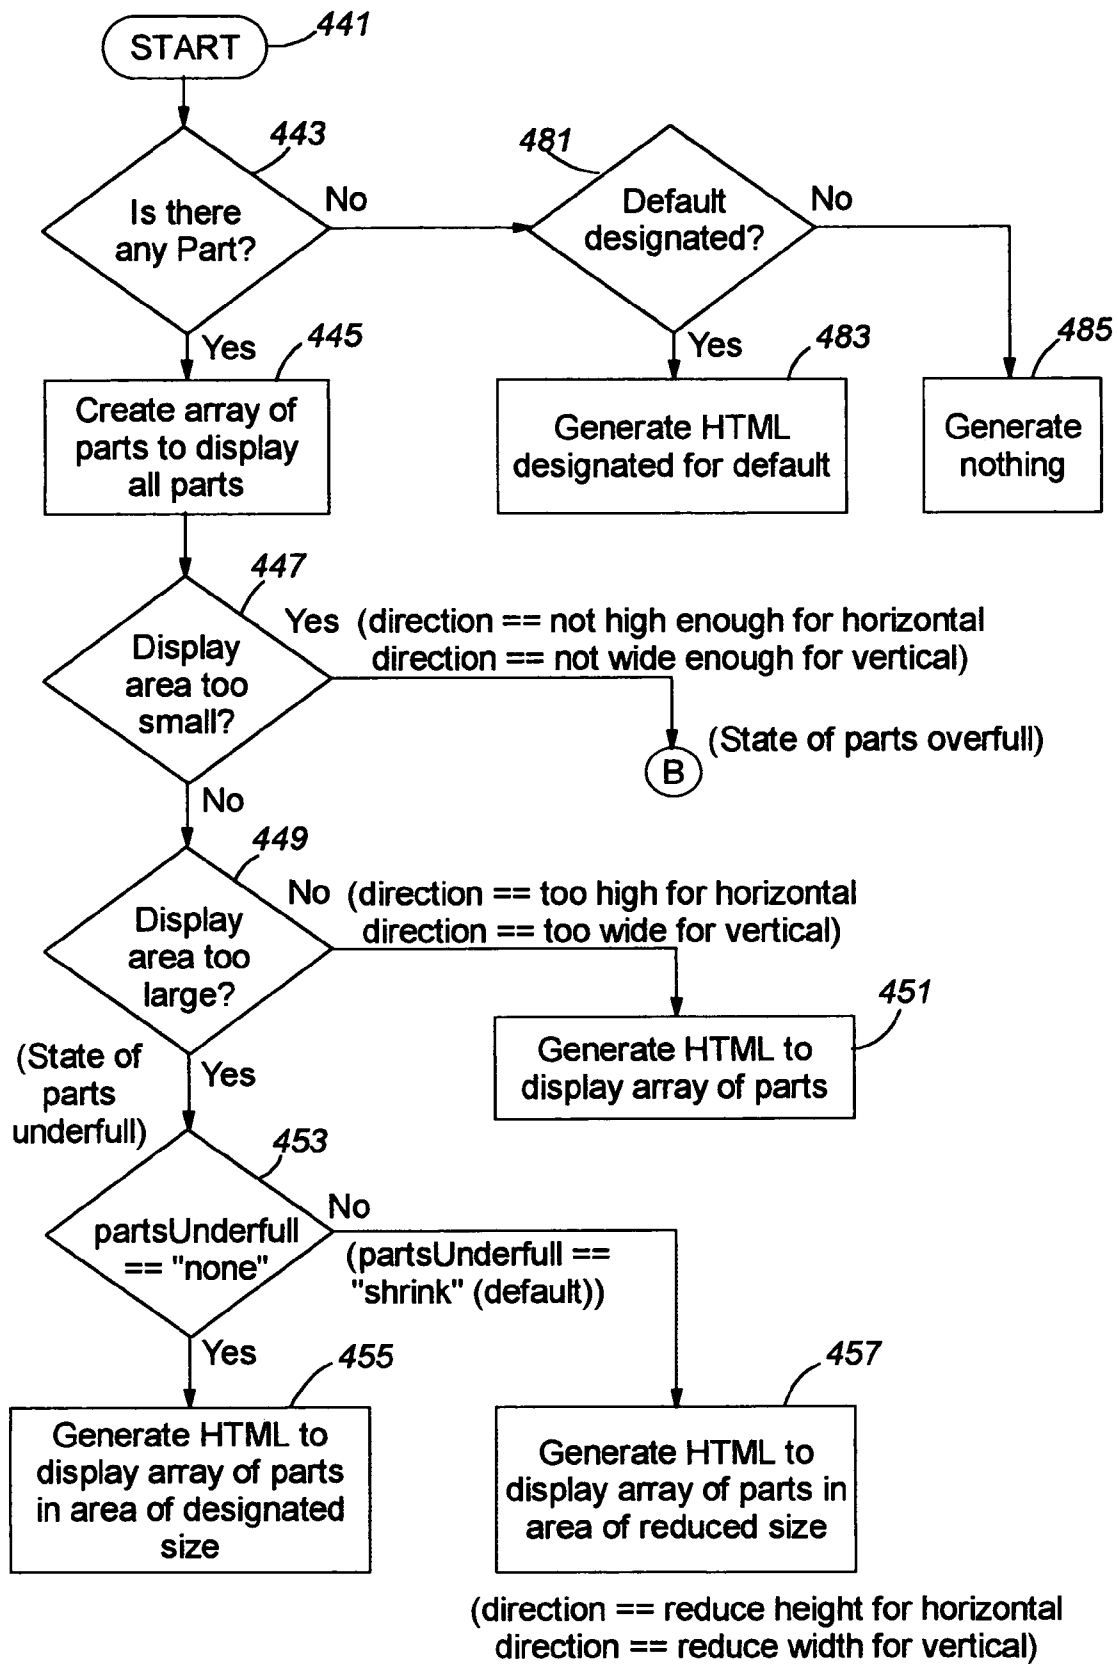 START
441
443
Is there
any Part?
No
481
Default
designated?
No
Yes
445
Yes
483
485
Create array of
parts to display
all parts
Generate HTML
designated for default
Generate
nothing
447
Display
area too
small?
Yes (direction == not high enough for horizontal
direction == not wide enough for vertical)
(State of parts overfull)
B
No
449
Display
area too
large?
No (direction == too high for horizontal
direction == too wide for vertical)
451
Generate HTML to
display array of parts
(State of
parts
underfull)
Yes
453
partsUnderfull
== "none"
No
(partsUnderfull ==
"shrink" (default))
Yes
455
457
Generate HTML to
display array of parts
in area of designated
size
Generate HTML to
display array of parts in
area of reduced size
(direction == reduce height for horizontal
direction == reduce width for vertical)